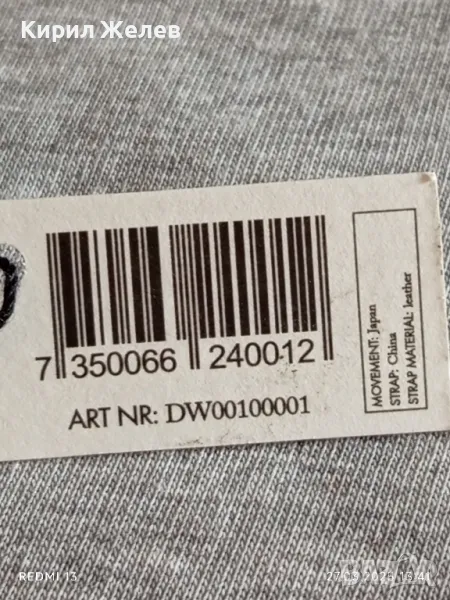 Кирил Желев
7 350066 240012
ART NR: DW00100001
MOVEMENT: Japan
STRAP: China
STRAP MATERIAL: leather
REDMI 13